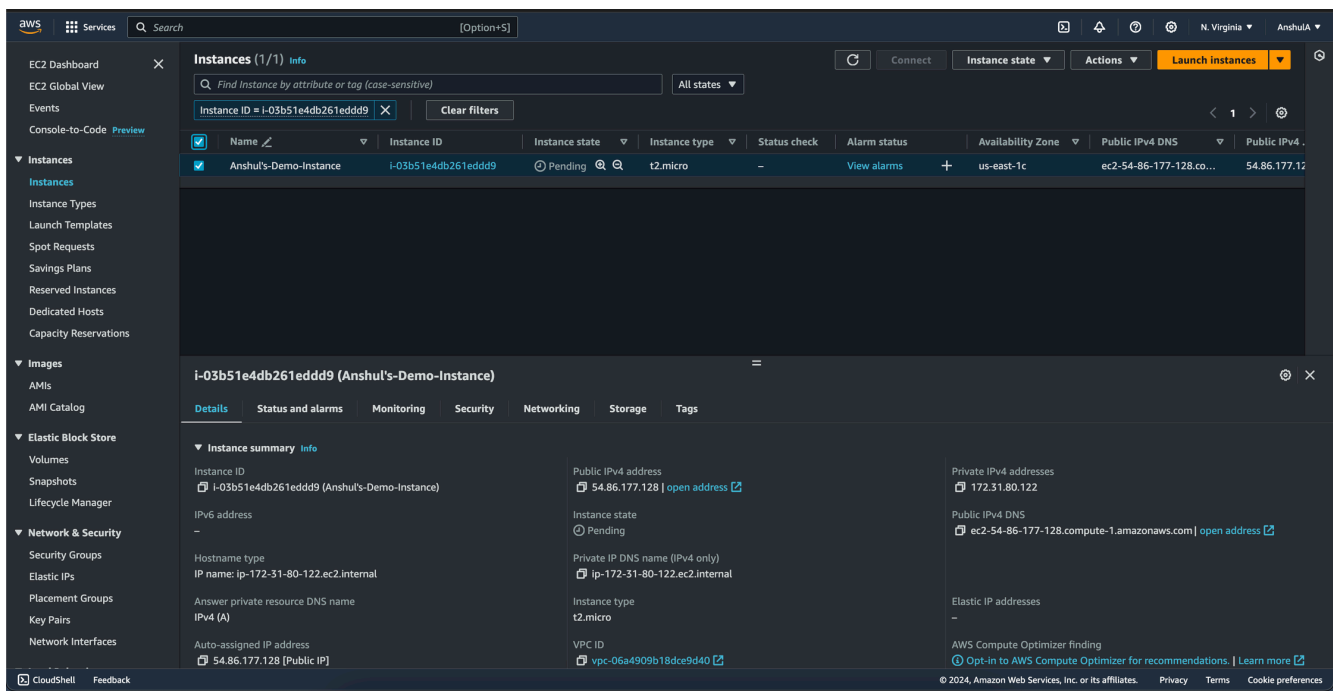 aws Services Search [Option+S] N. Virginia ▼ AnshulA ▼
EC2 Dashboard
EC2 Global View
Events
Console-to-Code Preview
Instances
Instances
Instance Types
Launch Templates
Spot Requests
Savings Plans
Reserved Instances
Dedicated Hosts
Capacity Reservations
Images
AMIs
AMI Catalog
Elastic Block Store
Volumes
Snapshots
Lifecycle Manager
Network & Security
Security Groups
Elastic IPs
Placement Groups
Key Pairs
Network Interfaces
Instances (1/1) Info Connect Instance state ▼ Actions ▼ Launch instances ▼
Find Instance by attribute or tag (case-sensitive) All states ▼
Instance ID = i-03b51e4db261eddd9 X Clear filters < 1 >
Name Instance ID Instance state Instance type Status check Alarm status Availability Zone Public IPv4 DNS Public IPv4 .
Anshul's-Demo-Instance i-03b51e4db261eddd9 Pending t2.micro – View alarms + us-east-1c ec2-54-86-177-128.co... 54.86.177.12
i-03b51e4db261eddd9 (Anshul's-Demo-Instance)
Details Status and alarms Monitoring Security Networking Storage Tags
Instance summary Info
Instance ID
i-03b51e4db261eddd9 (Anshul's-Demo-Instance)
Public IPv4 address
54.86.177.128 | open address
Private IPv4 addresses
172.31.80.122
IPv6 address
–
Instance state
Pending
Public IPv4 DNS
ec2-54-86-177-128.compute-1.amazonaws.com | open address
Hostname type
IP name: ip-172-31-80-122.ec2.internal
Private IP DNS name (IPv4 only)
ip-172-31-80-122.ec2.internal
Answer private resource DNS name
IPv4 (A)
Instance type
t2.micro
Elastic IP addresses
–
Auto-assigned IP address
54.86.177.128 [Public IP]
VPC ID
vpc-06a4909b18dce9d40
AWS Compute Optimizer finding
Opt-in to AWS Compute Optimizer for recommendations. | Learn more
CloudShell Feedback © 2024, Amazon Web Services, Inc. or its affiliates. Privacy Terms Cookie preferences